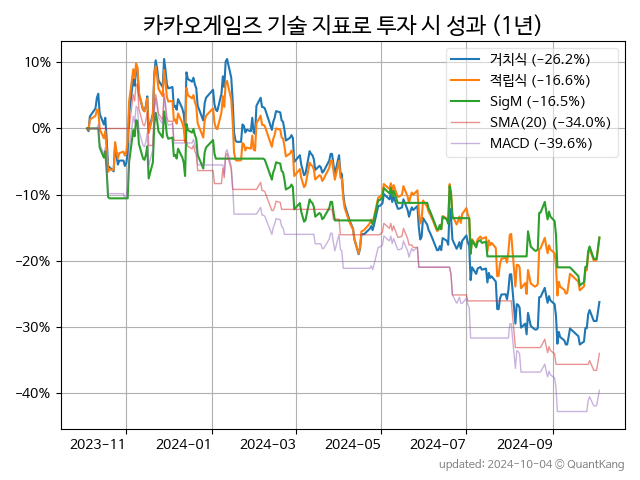 카카오게임즈 기술 지표로 투자 시 성과 (1년)
거치식 (−26.2%)
적립식 (−16.6%)
SigM (−16.5%)
SMA(20) (−34.0%)
MACD (−39.6%)
10%
0%
−10%
−20%
−30%
−40%
2023-11 2024-01 2024-03 2024-05 2024-07 2024-09
updated: 2024-10-04 ⓒ QuantKang